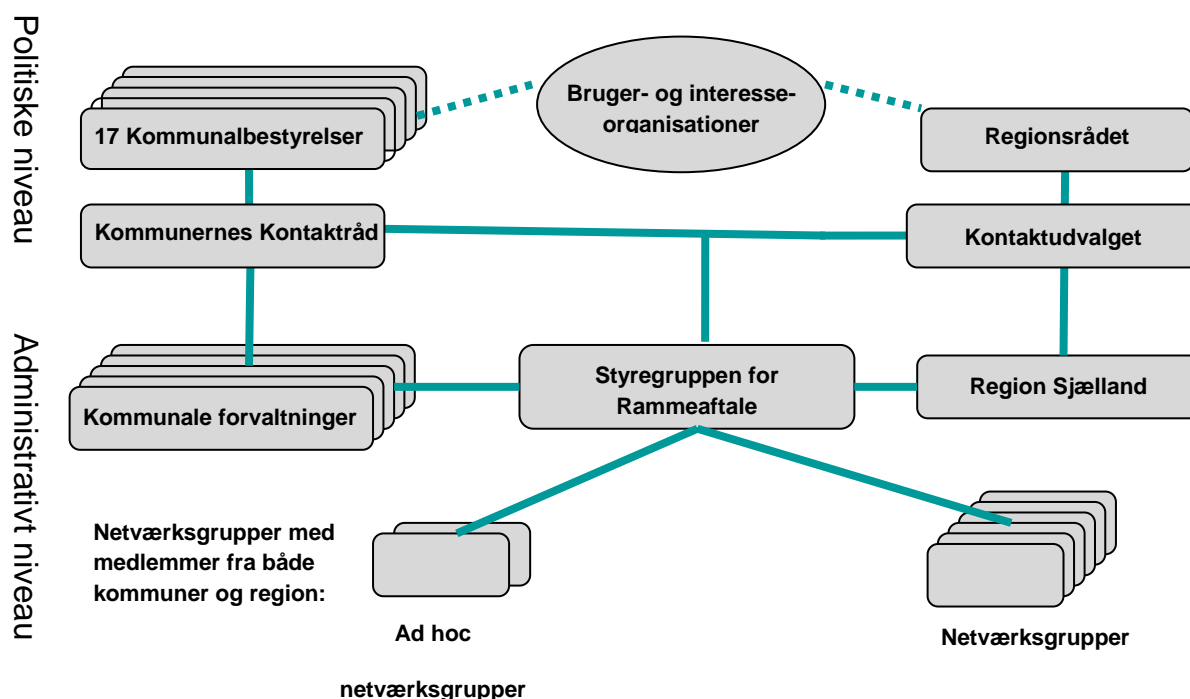 Politiske niveau
Bruger- og interesse-
organisationer
17 Kommunalbestyrelser
Regionsrådet
Kommunernes Kontaktråd
Kontaktudvalget
Administrativt niveau
Styregruppen for
Rammeaftale
Region Sjælland
Kommunale forvaltninger
Netværksgrupper med
medlemmer fra både
kommuner og region:
Ad hoc
netværksgrupper
Netværksgrupper